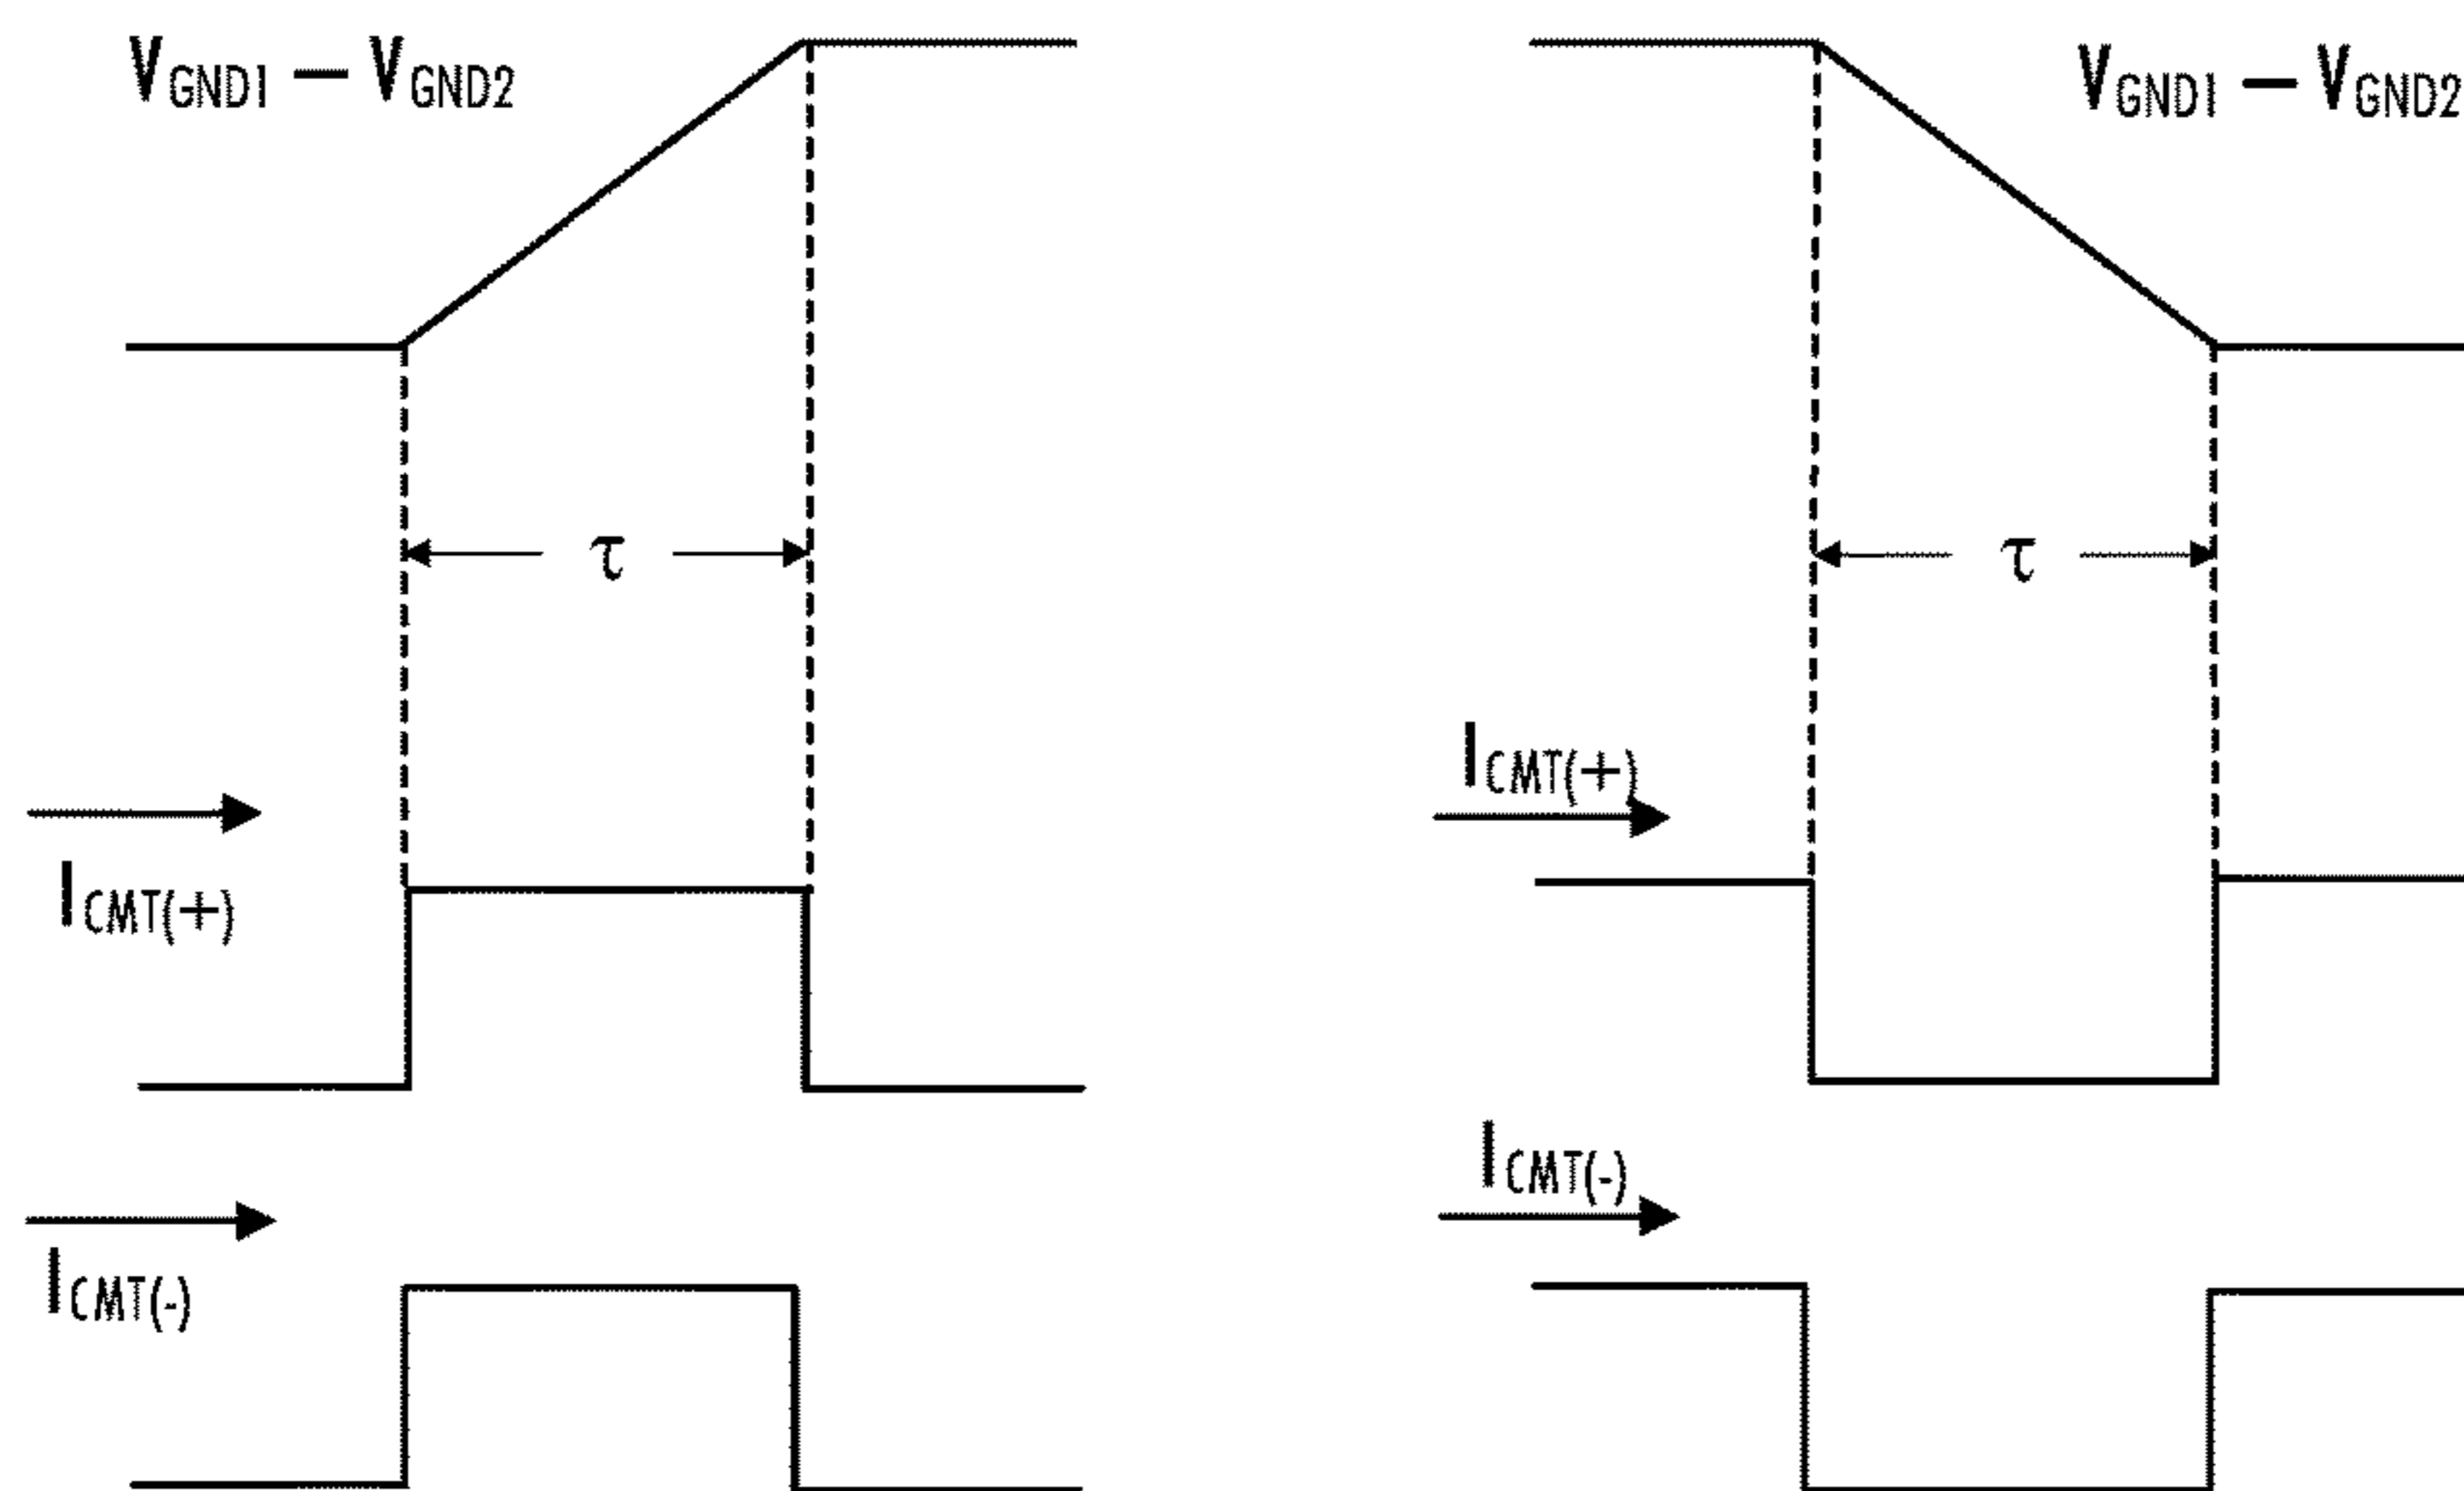 VGND1 − VGND2
VGND1 − VGND2
τ
τ
ICMT(+)
ICMT(+)
ICMT(-)
ICMT(-)